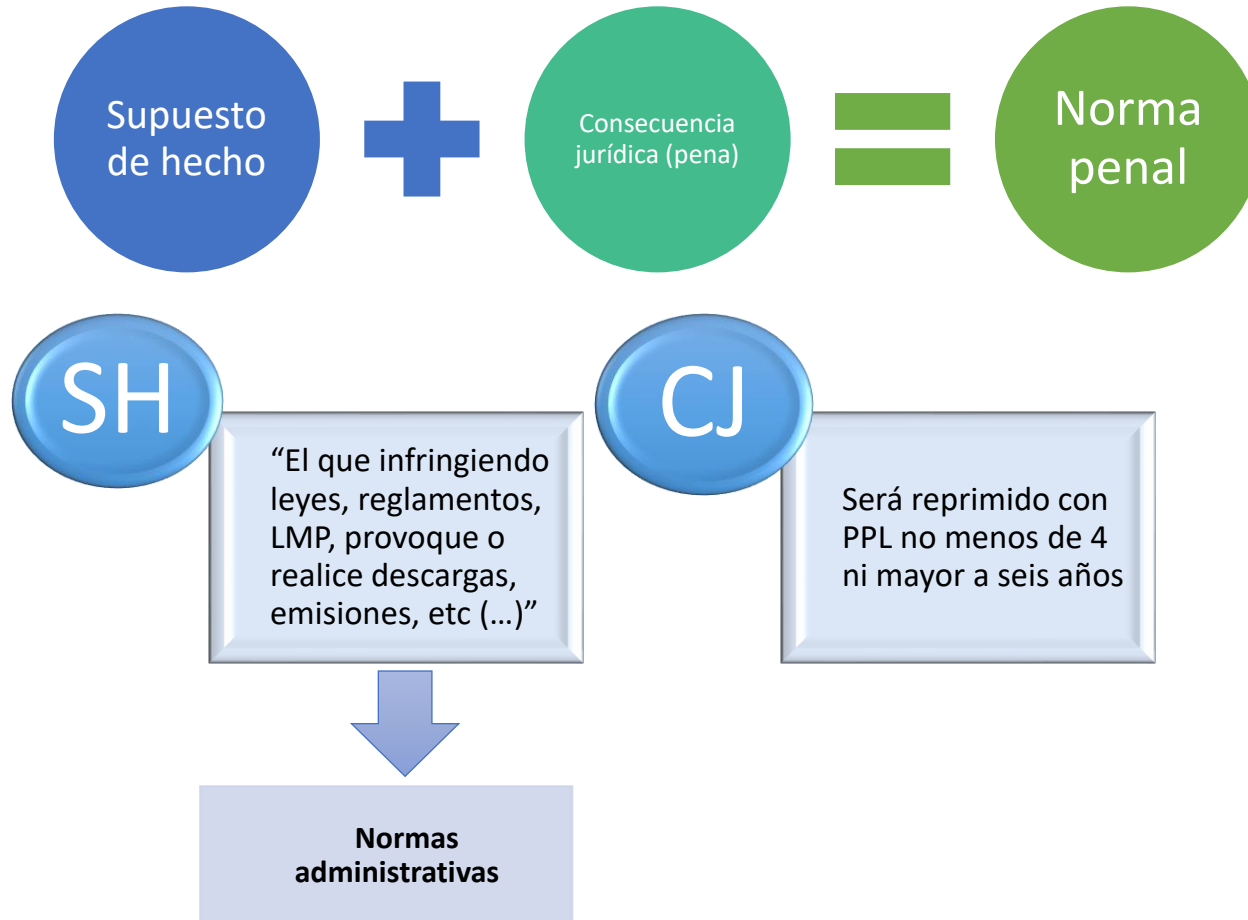 Supuesto
de hecho
Consecuencia
jurídica (pena)
Norma
penal
SH
“El que infringiendo
leyes, reglamentos,
LMP, provoque o
realice descargas,
emisiones, etc (...)”
CJ
Será reprimido con
PPL no menos de 4
ni mayor a seis años
Normas
administrativas